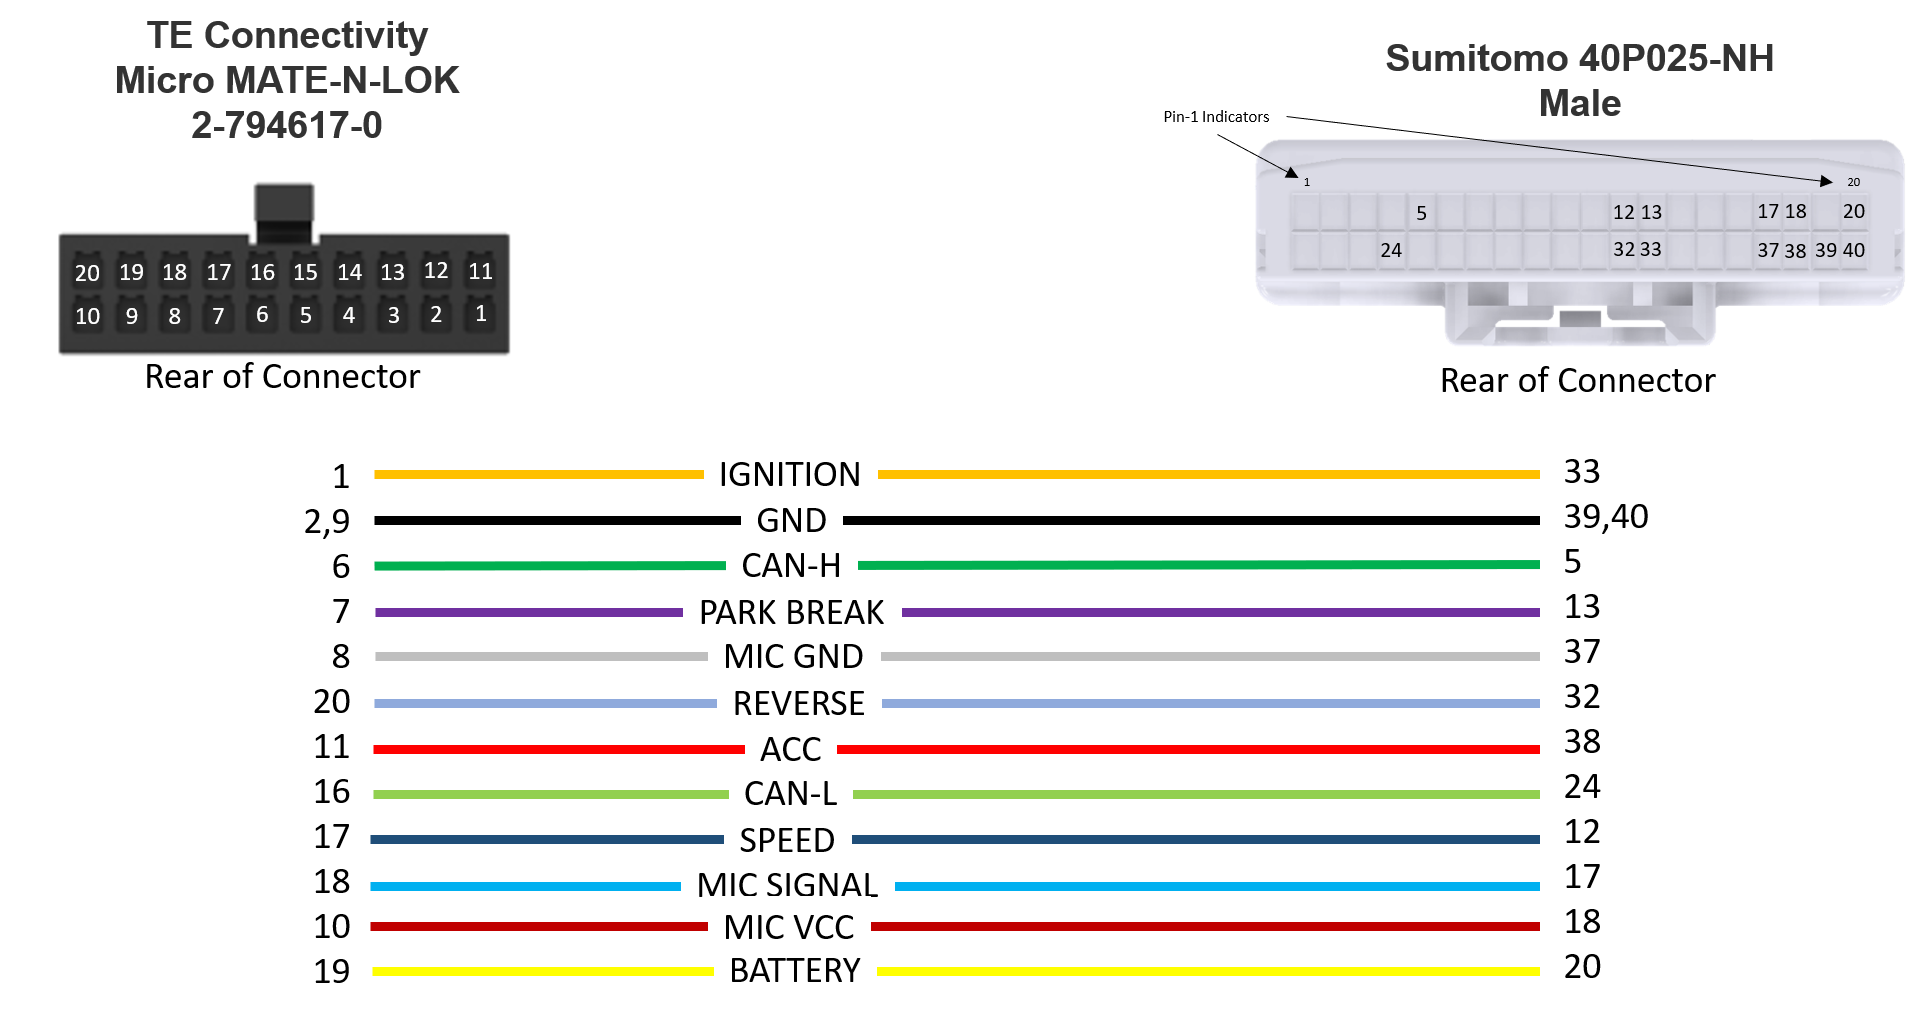 TE Connectivity
Micro MATE-N-LOK
2-794617-0
Sumitomo 40P025-NH
Male
Pin-1 Indicators
1 20
20 19 18 17 16 15 14 13 12 11
10 9 8 7 6 5 4 3 2 1
Rear of Connector
5 12 13 17 18 20
24 32 33 37 38 39 40
Rear of Connector
1 IGNITION 33
2,9 GND 39,40
6 CAN-H 5
7 PARK BREAK 13
8 MIC GND 37
20 REVERSE 32
11 ACC 38
16 CAN-L 24
17 SPEED 12
18 MIC SIGNAL 17
10 MIC VCC 18
19 BATTERY 20